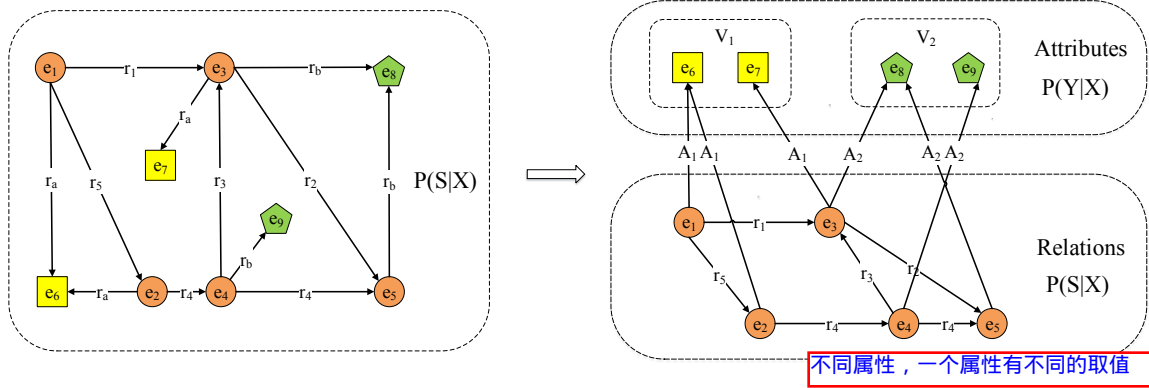 e1
r1
e3
rb
e8
ra
e7
ra
r5
r3
r2
rb
P(S|X)
e9
rb
e6
ra
e2
r4
e4
r4
e5
V1
V2
e6
e7
e8
e9
Attributes
P(Y|X)
A1
A1
A1
A2
A2
A2
e1
r1
e3
Relations
r5
r3
r2
P(S|X)
e2
r4
e4
r4
e5
不同属性，一个属性有不同的取值